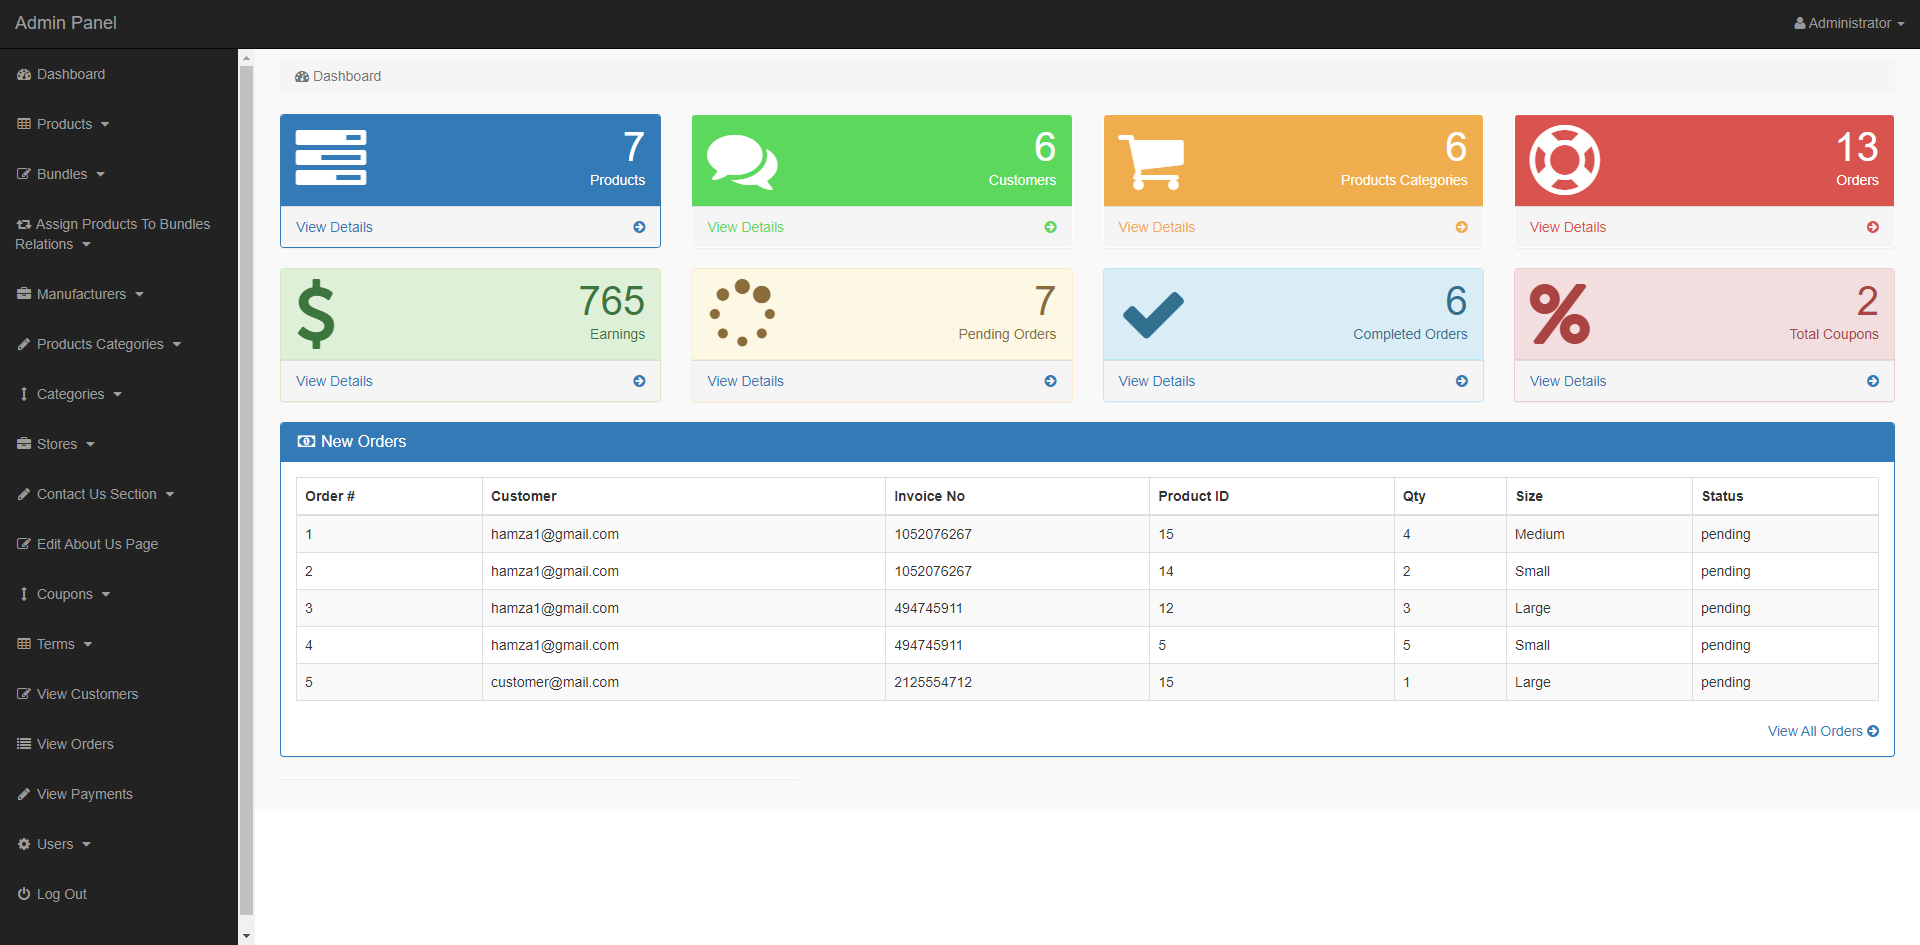 Admin Panel
Administrator
Dashboard
Products
Bundles
Assign Products To Bundles
Relations
Manufacturers
Products Categories
Categories
Stores
Contact Us Section
Edit About Us Page
Coupons
Terms
View Customers
View Orders
View Payments
Users
Log Out
Dashboard
7
Products
View Details
6
Customers
View Details
6
Products Categories
View Details
13
Orders
View Details
765
Earnings
View Details
7
Pending Orders
View Details
6
Completed Orders
View Details
2
Total Coupons
View Details
New Orders
Order # Customer Invoice No Product ID Qty Size Status
1 hamza1@gmail.com 1052076267 15 4 Medium pending
2 hamza1@gmail.com 1052076267 14 2 Small pending
3 hamza1@gmail.com 494745911 12 3 Large pending
4 hamza1@gmail.com 494745911 5 5 Small pending
5 customer@mail.com 2125554712 15 1 Large pending
View All Orders